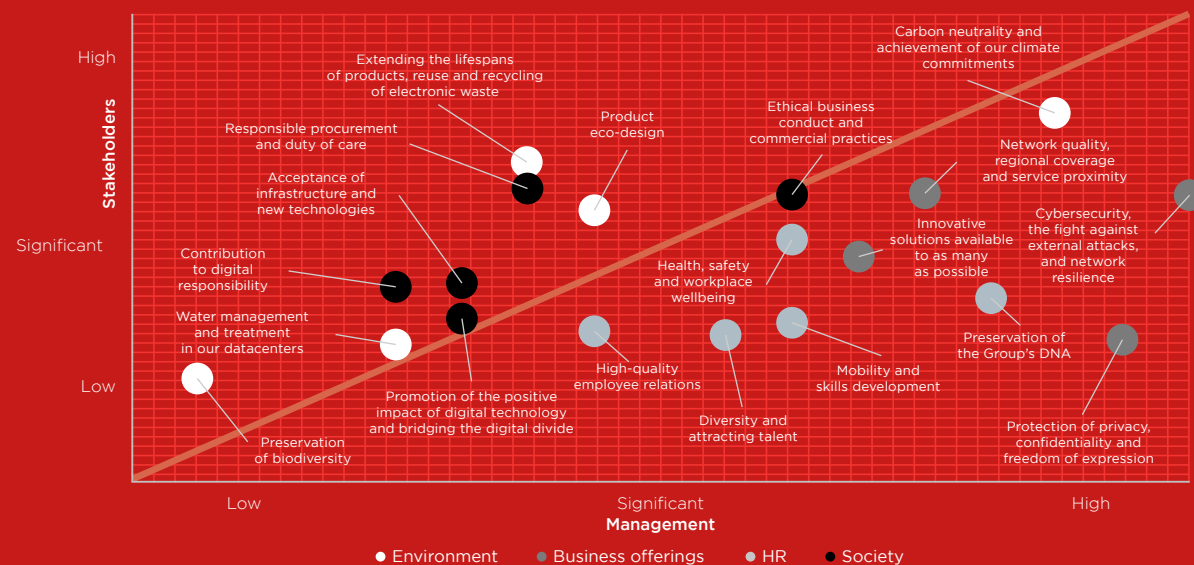 High
Stakeholders
Significant
Low
Extending the lifespans
of products, reuse and recycling
of electronic waste
Responsible procurement
and duty of care
Acceptance of
infrastructure and
new technologies
Contribution
to digital
responsibility
Water management
and treatment
in our datacenters
Preservation
of biodiversity
Promotion of the positive
impact of digital technology
and bridging the digital divide
Product
eco-design
High-quality
employee relations
Ethical business
conduct and
commercial practices
Health, safety
and workplace
wellbeing
Diversity and
attracting talent
Mobility and
skills development
Carbon neutrality and
achievement of our climate
commitments
Network quality,
regional coverage
and service proximity
Innovative
solutions available
to as many
as possible
Cybersecurity,
the fight against
external attacks,
and network
resilience
Preservation of
the Group's DNA
Protection of privacy,
confidentiality and
freedom of expression
Low
Significant
High
Management
Environment
Business offerings
HR
Society